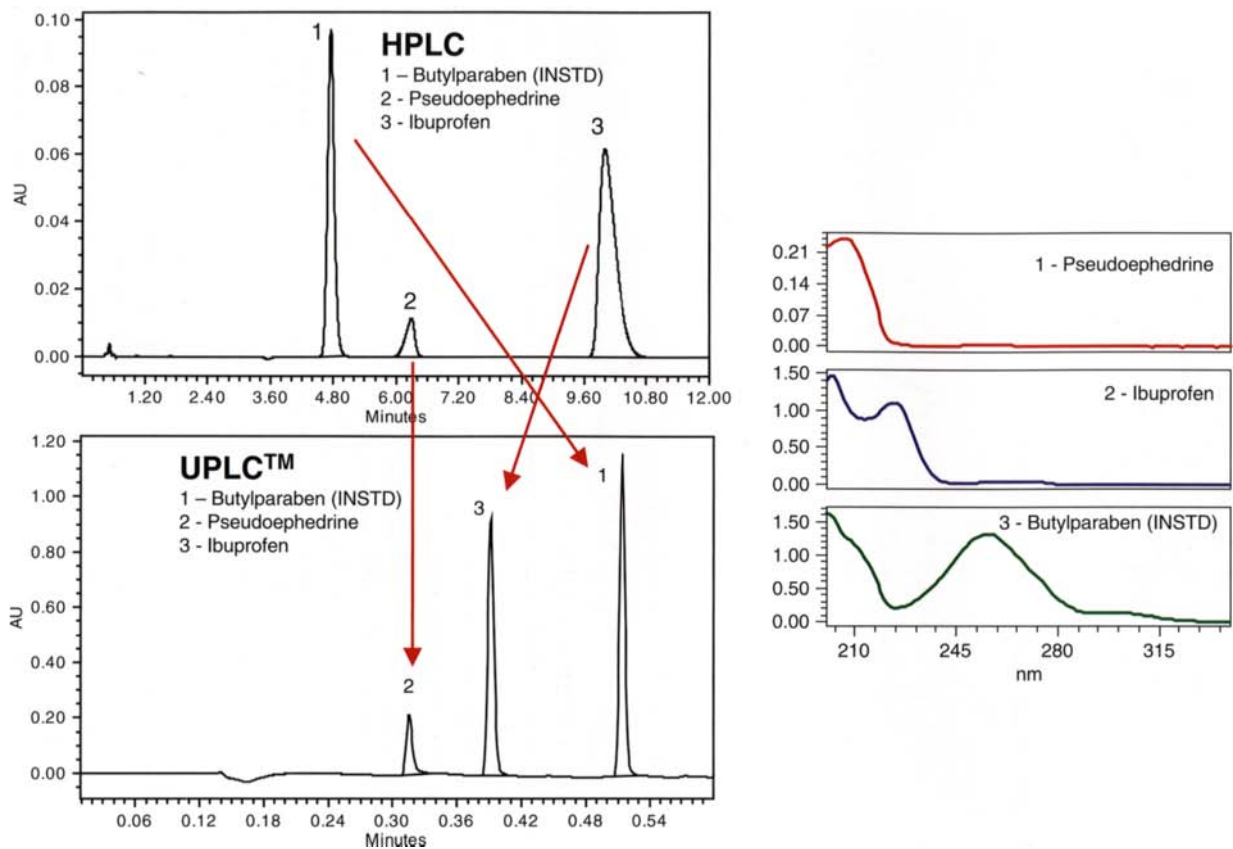 HPLC
1 – Butylparaben (INSTD)
2 - Pseudoephedrine
3 - Ibuprofen
1
2
3
AU
0.10
0.08
0.06
0.04
0.02
0.00
1.20 2.40 3.60 4.80 6.00 7.20 8.40 9.60 10.80 12.00
Minutes
UPLC™
1 – Butylparaben (INSTD)
2 - Pseudoephedrine
3 - Ibuprofen
2
3
1
AU
1.20
1.00
0.80
0.60
0.40
0.20
0.00
0.06 0.12 0.18 0.24 0.30 0.36 0.42 0.48 0.54
Minutes
1 - Pseudoephedrine
0.21
0.14
0.07
0.00
2 - Ibuprofen
1.50
1.00
0.50
0.00
3 - Butylparaben (INSTD)
1.50
1.00
0.50
0.00
210 245 280 315
nm